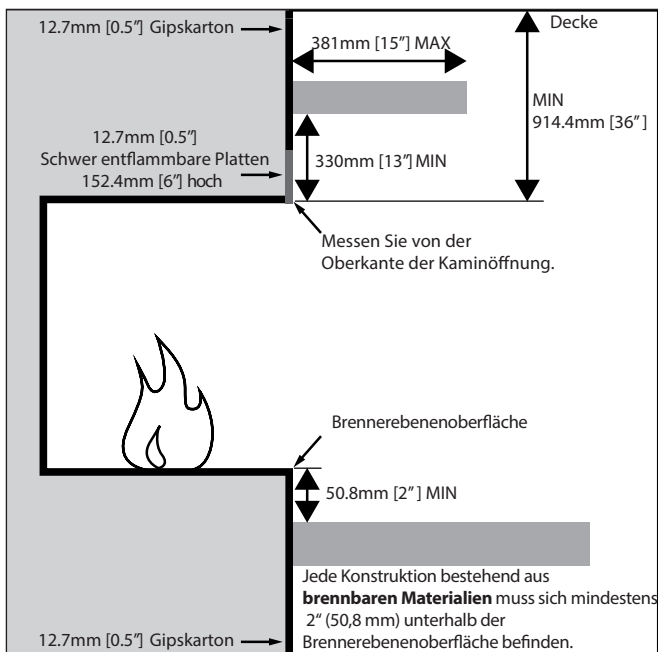 12.7mm [0.5″] Gipskarton
Decke
381mm [15″] MAX
MIN
914.4mm [36″]
12.7mm [0.5″]
Schwer entflammbare Platten
152.4mm [6″] hoch
330mm [13″] MIN
Messen Sie von der
Oberkante der Kaminöffnung.
Brennerebenenoberfläche
50.8mm [2″] MIN
Jede Konstruktion bestehend aus
brennbaren Materialien muss sich mindestens
2“ (50,8 mm) unterhalb der
Brennerebenenoberfläche befinden.
12.7mm [0.5″] Gipskarton